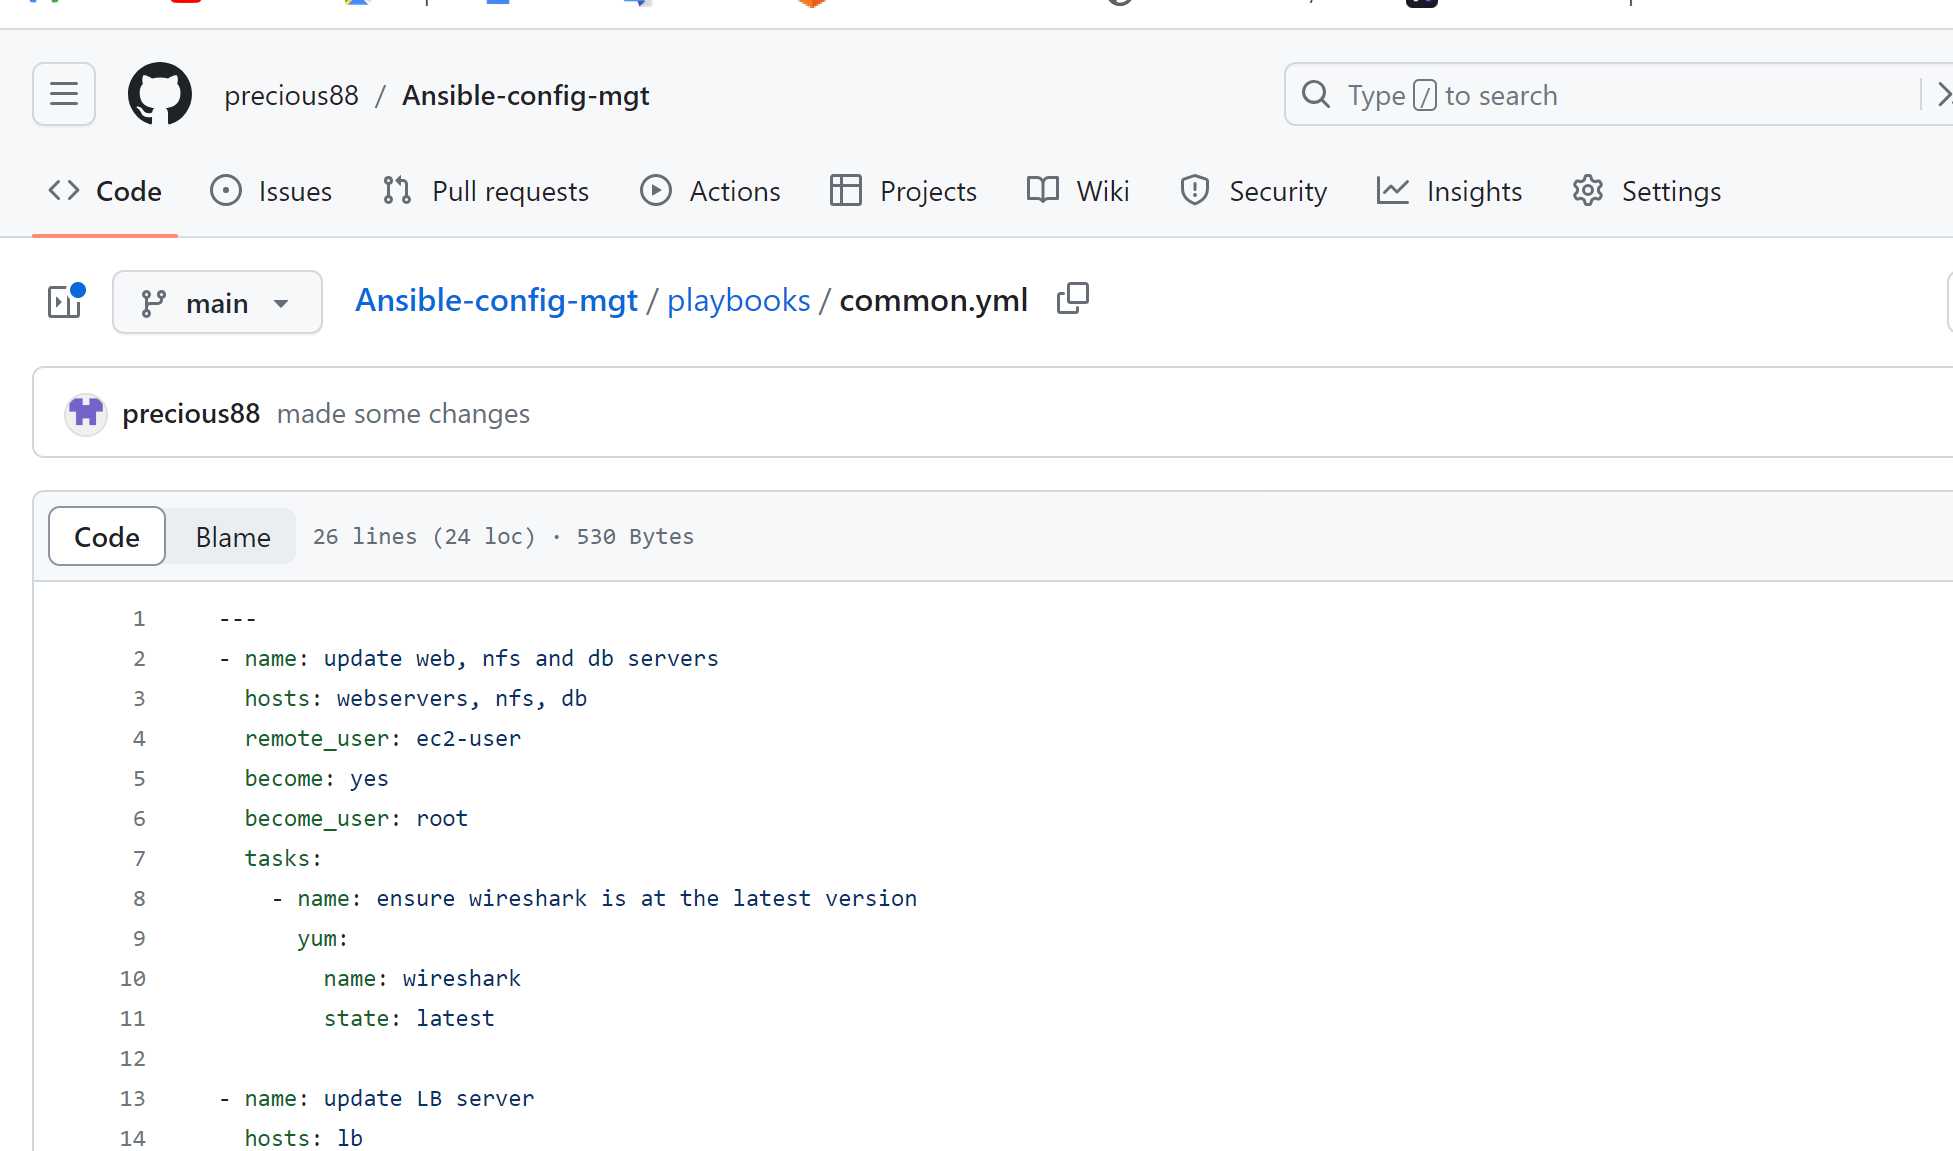 precious88 / Ansible-config-mgt
Type / to search
Code Issues Pull requests Actions Projects Wiki Security Insights Settings
main Ansible-config-mgt / playbooks / common.yml
precious88 made some changes
Code Blame 26 lines (24 loc) · 530 Bytes
1 ---
2 - name: update web, nfs and db servers
3 hosts: webservers, nfs, db
4 remote_user: ec2-user
5 become: yes
6 become_user: root
7 tasks:
8 - name: ensure wireshark is at the latest version
9 yum:
10 name: wireshark
11 state: latest
12
13 - name: update LB server
14 hosts: lb